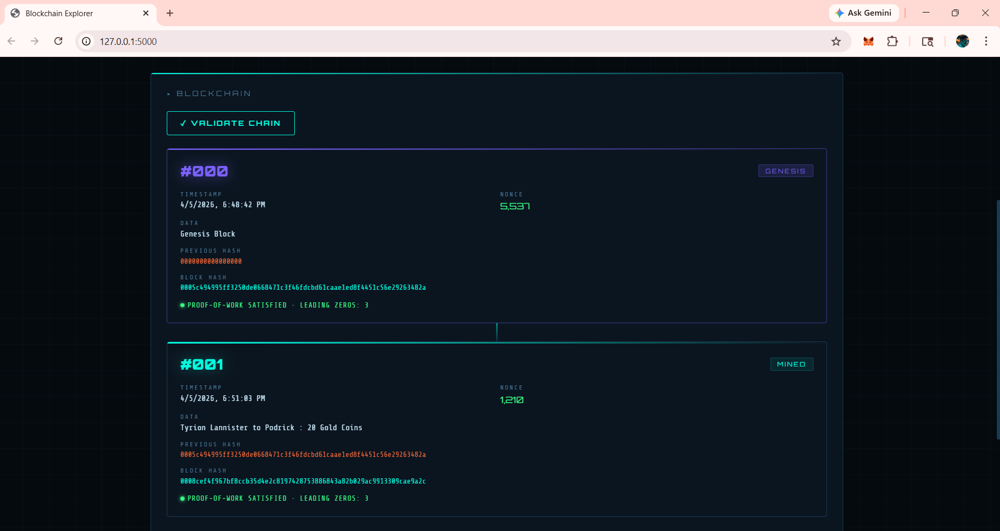 Blockchain Explorer
Ask Gemini
127.0.0.1:5000
▸ BLOCKCHAIN
✓ VALIDATE CHAIN
#000
GENESIS
TIMESTAMP
NONCE
4/5/2026, 6:48:42 PM
5,537
DATA
Genesis Block
PREVIOUS HASH
0000000000000000
BLOCK HASH
0005c494995ff3250de0668471c3f46fdcbd61caae1ed8f4451c56e29263482a
PROOF-OF-WORK SATISFIED · LEADING ZEROS: 3
#001
MINED
TIMESTAMP
NONCE
4/5/2026, 6:51:03 PM
1,210
DATA
Tyrion Lannister to Podrick : 20 Gold Coins
PREVIOUS HASH
0005c494995ff3250de0668471c3f46fdcbd61caae1ed8f4451c56e29263482a
BLOCK HASH
0008cef4f967bf8ccb35d4e2c8197428753886843a82b029ac9913309cae9a2c
PROOF-OF-WORK SATISFIED · LEADING ZEROS: 3